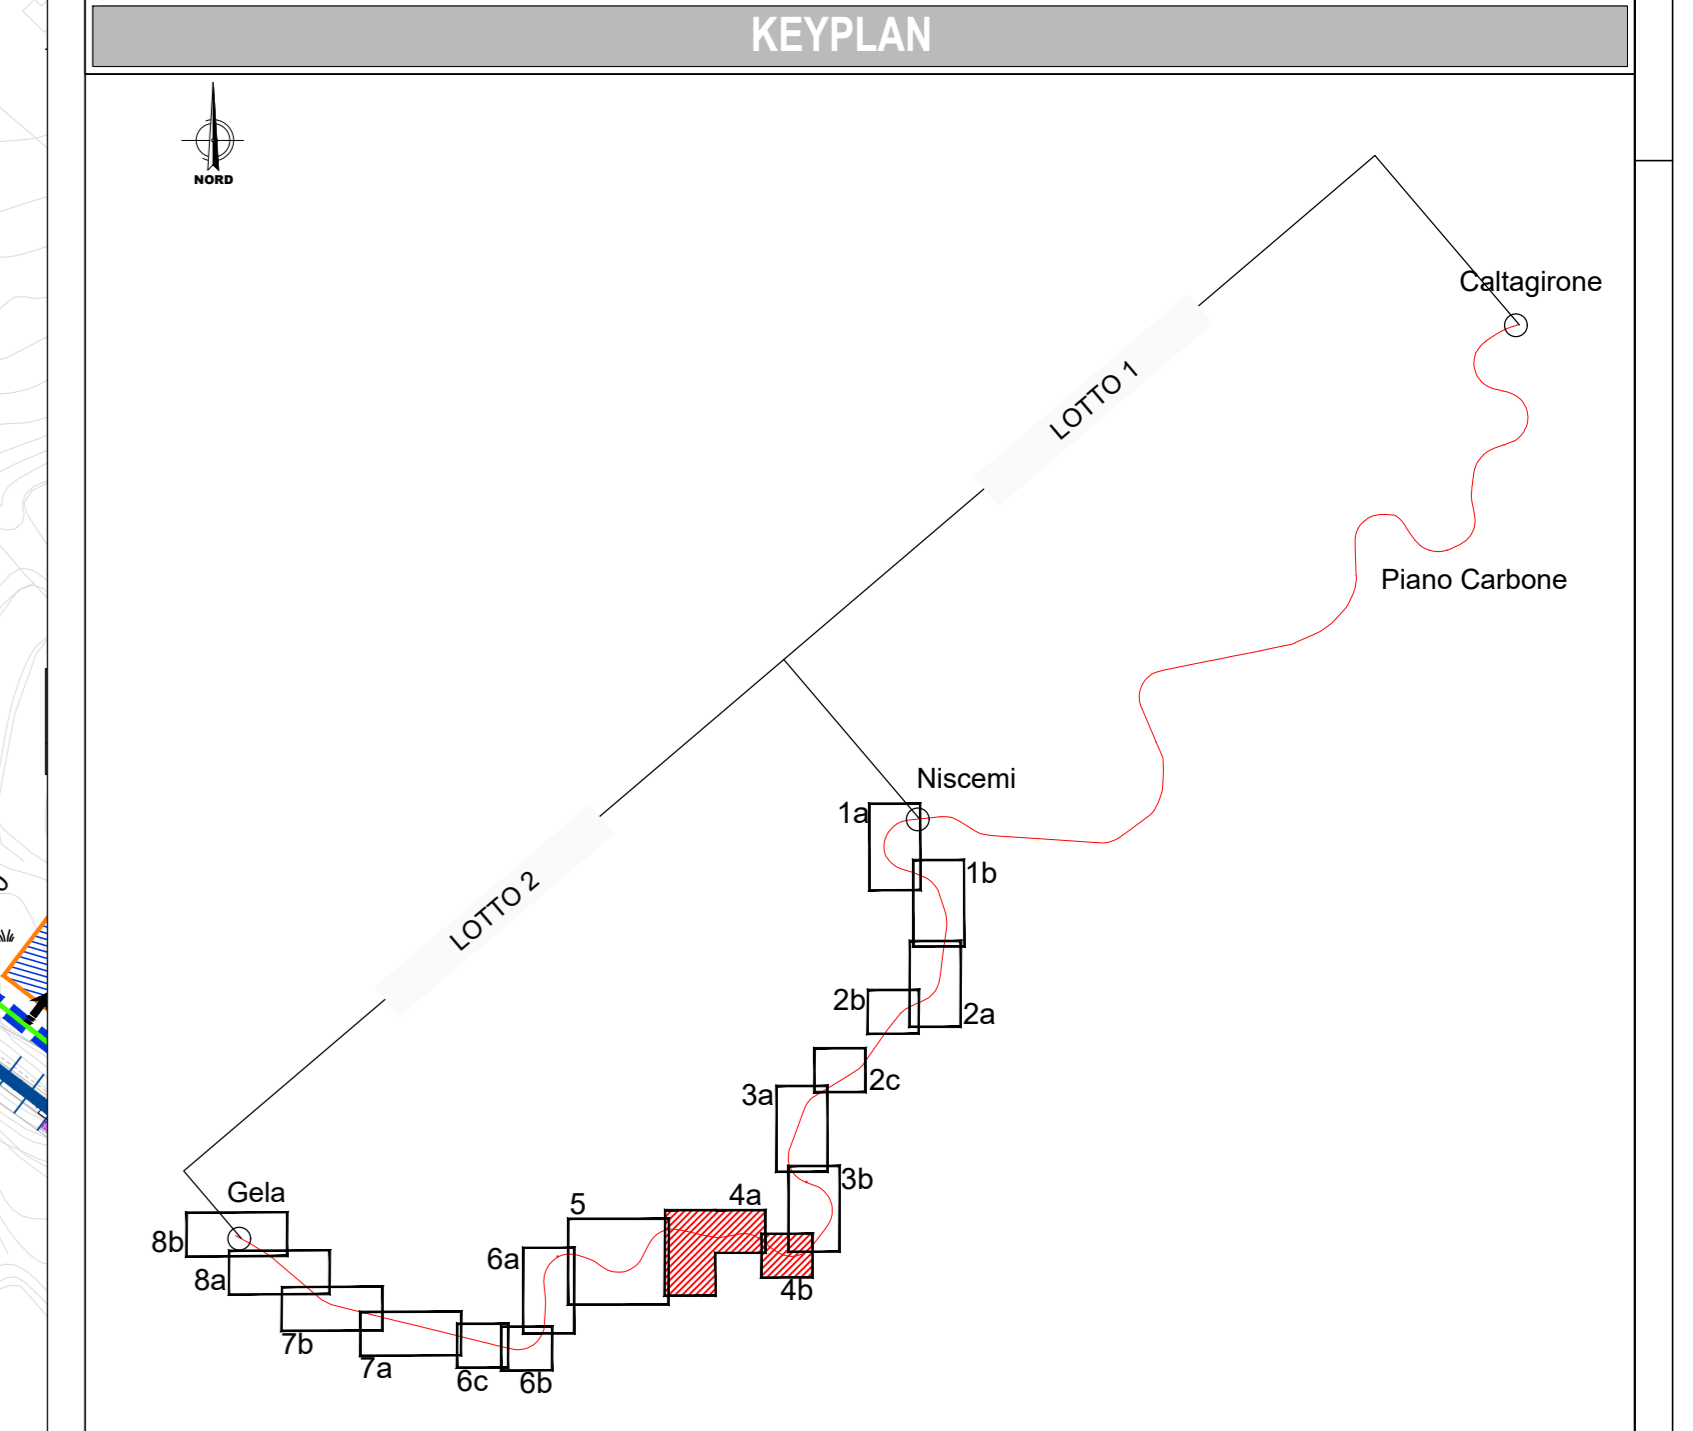 KEYPLAN
NORD
Caltagirone
LOTTO 1
Piano Carbone
Niscemi
1a
1b
LOTTO 2
2b
2a
2c
3a
3b
Gela
5
4a
8b
6a
8a
4b
7b
7a
6c
6b